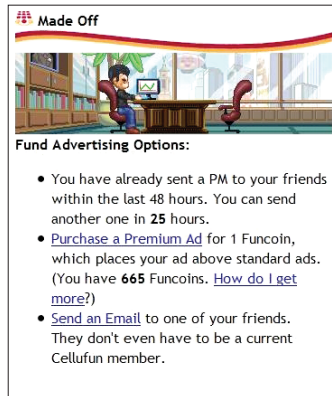 Made Off
Fund Advertising Options:
• You have already sent a PM to your friends
within the last 48 hours. You can send
another one in 25 hours.
• Purchase a Premium Ad for 1 Funcoin,
which places your ad above standard ads.
(You have 665 Funcoins. How do I get
more?)
• Send an Email to one of your friends.
They don't even have to be a current
Cellufun member.